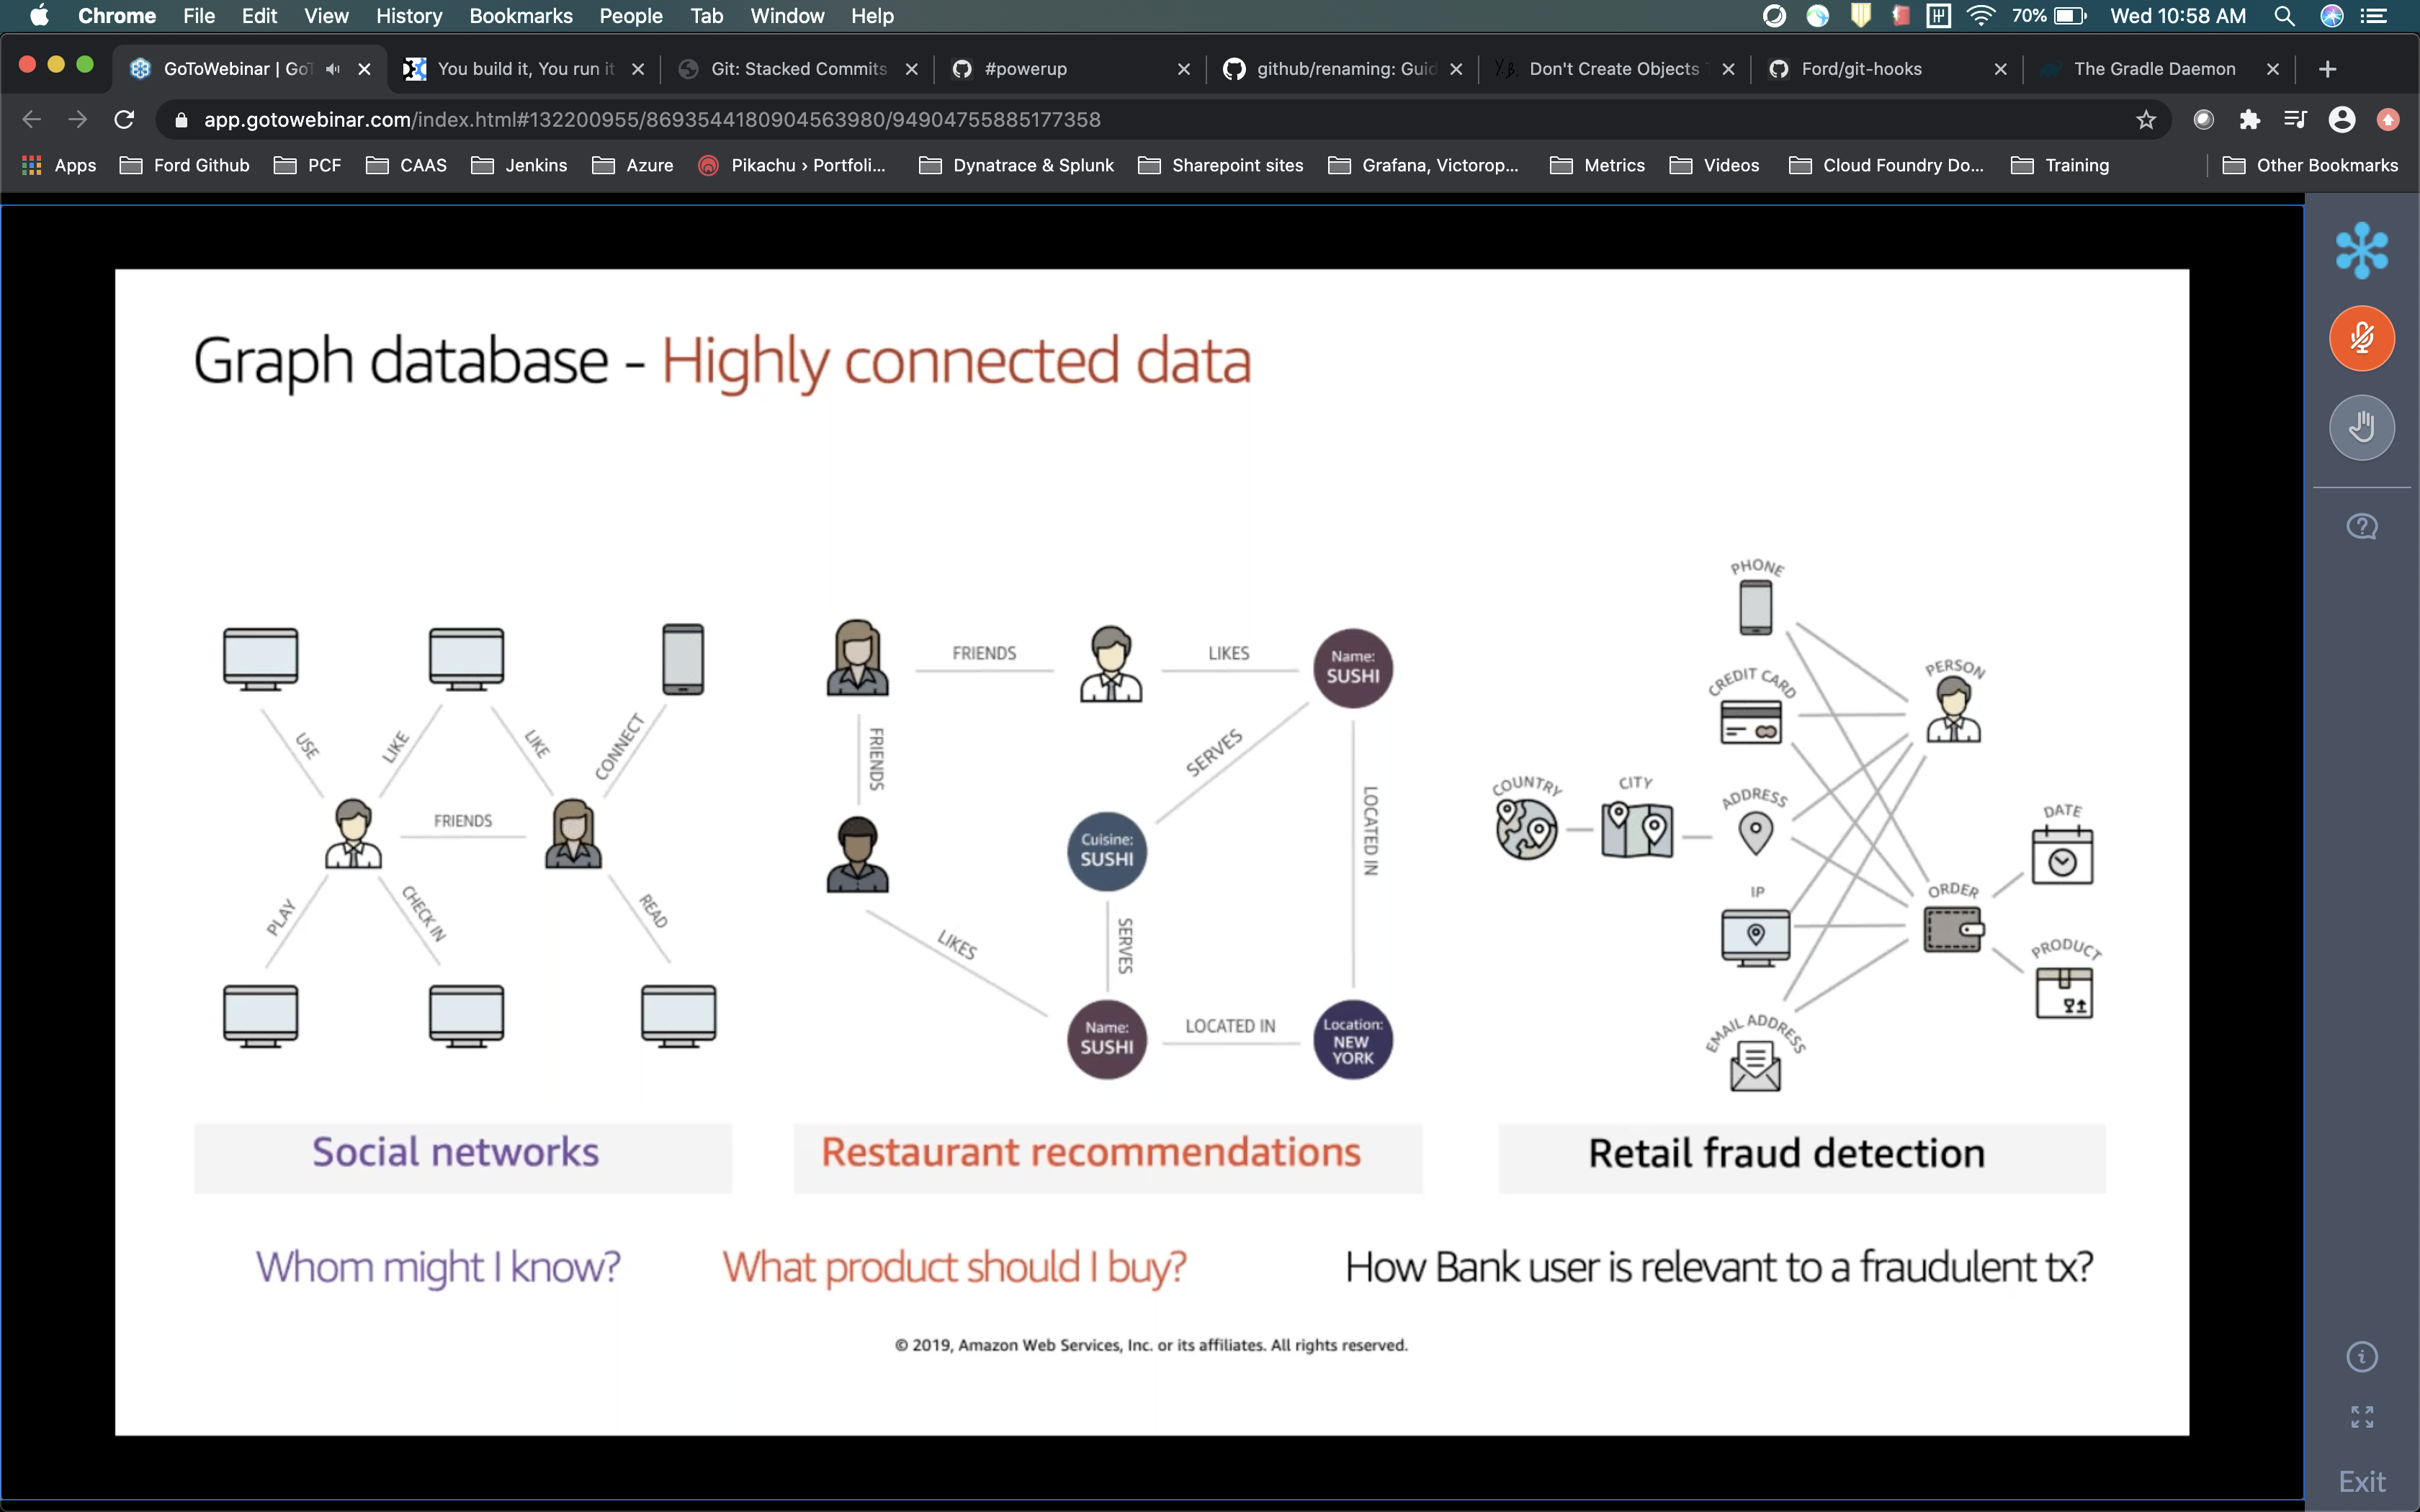 Chrome File Edit View History Bookmarks People Tab Window Help
70% Wed 10:58 AM
GoToWebinar | GoT
You build it, You run it
Git: Stacked Commits
#powerup
github/renaming: Guid
Don't Create Objects T
Ford/git-hooks
The Gradle Daemon
app.gotowebinar.com/index.html#132200955/8693544180904563980/94904755885177358
Apps Ford Github PCF CAAS Jenkins Azure Pikachu › Portfoli... Dynatrace & Splunk Sharepoint sites Grafana, Victorop... Metrics Videos Cloud Foundry Do... Training Other Bookmarks
Graph database - Highly connected data
USE
LIKE
LIKE
CONNECT
FRIENDS
PLAY
CHECK IN
READ
FRIENDS
LIKES
Name:
SUSHI
FRIENDS
SERVES
LOCATED IN
Cuisine:
SUSHI
LIKES
SERVES
Name:
SUSHI
LOCATED IN
Location:
NEW
YORK
PHONE
CREDIT CARD
PERSON
COUNTRY
CITY
ADDRESS
DATE
IP
ORDER
PRODUCT
EMAIL ADDRESS
Social networks
Restaurant recommendations
Retail fraud detection
Whom might I know?
What product should I buy?
How Bank user is relevant to a fraudulent tx?
© 2019, Amazon Web Services, Inc. or its affiliates. All rights reserved.
Exit